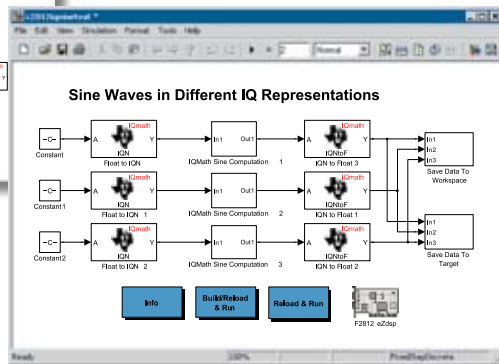 File Edit View Simulation Format Tools Help
Normal
Sine Waves in Different IQ Representations
-C-
Constant
A IQmath Y
IQN
Float to IQN
In1 Out1
IQMath Sine Computation 1
A IQmath Y
IQNtoF
IQN to Float 3
In1
In2
In3
Save Data To
Workspace
-C-
Constant1
A IQmath Y
IQN
Float to IQN 1
In1 Out1
IQMath Sine Computation 2
A IQmath Y
IQNtoF
IQN to Float 1
-C-
Constant2
A IQmath Y
IQN
Float to IQN 2
In1 Out1
IQMath Sine Computation 3
A IQmath Y
IQNtoF
IQN to Float 2
In1
In2
In3
Save Data To
Target
Info
Build/Reload
& Run
Reload & Run
F2812 eZdsp
Ready
100%
FixedStepDiscrete